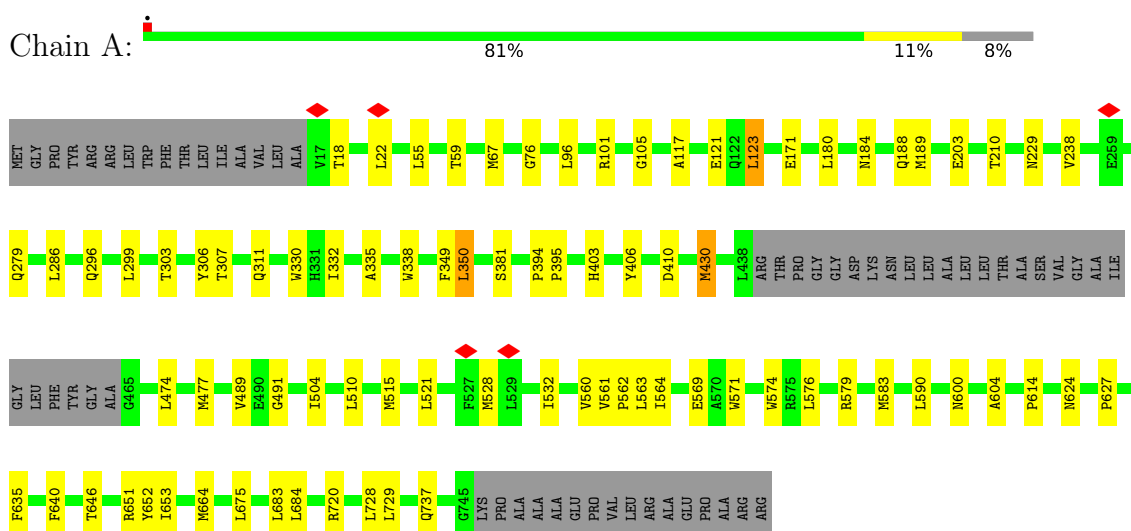 Chain A:
81% 11% 8%
MET GLY PRO TYR ARG ARG LEU TRP PHE THR LEU ILE ALA VAL LEU ALA V17 T18 L22 L55 T59 M67 G76 L96 R101 G105 A117 E121 Q122 L123 E171 L180 N184 Q188 M189 E203 T210 N229 V238 E259
Q279 L286 Q296 L299 T303 Y306 T307 Q311 W330 H331 I332 A335 W338 F349 L350 S381 P394 P395 H403 Y406 D410 M430 L438 ARG THR PRO GLY GLY ASP LYS ASN LEU LEU ALA LEU LEU THR ALA SER VAL GLY ALA ILE
GLY LEU PHE TYR GLY ALA G465 L474 M477 V489 E490 G491 I504 L510 M515 L521 F527 M528 L529 I532 V560 V561 P562 L563 I564 E569 A570 W571 W574 R575 L576 R579 M583 L590 N600 A604 P614 N624 P627
F635 F640 T646 R651 Y652 I653 M664 L675 L683 L684 R720 L728 L729 Q737 G745 LYS PRO ALA ALA ALA GLU PRO VAL LEU ARG ALA GLU PRO ALA ARG ARG